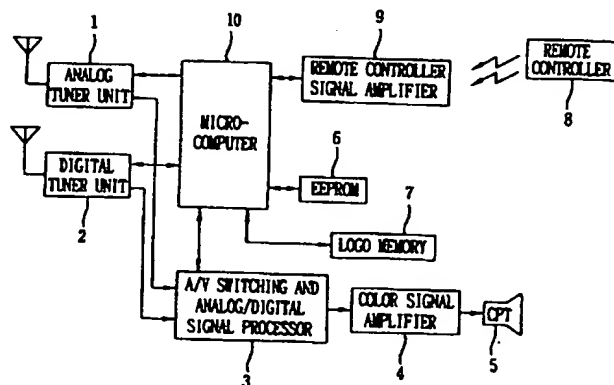 1
10
9
ANALOG
TUNER UNIT
MICRO-
COMPUTER
REMOTE CONTROLLER
SIGNAL AMPLIFIER
REMOTE
CONTROLLER
8
DIGITAL
TUNER UNIT
2
6
EEPROM
7
LOGO MEMORY
A/V SWITCHING AND
ANALOG/DIGITAL
SIGNAL PROCESSOR
3
COLOR SIGNAL
AMPLIFIER
4
CPT
5